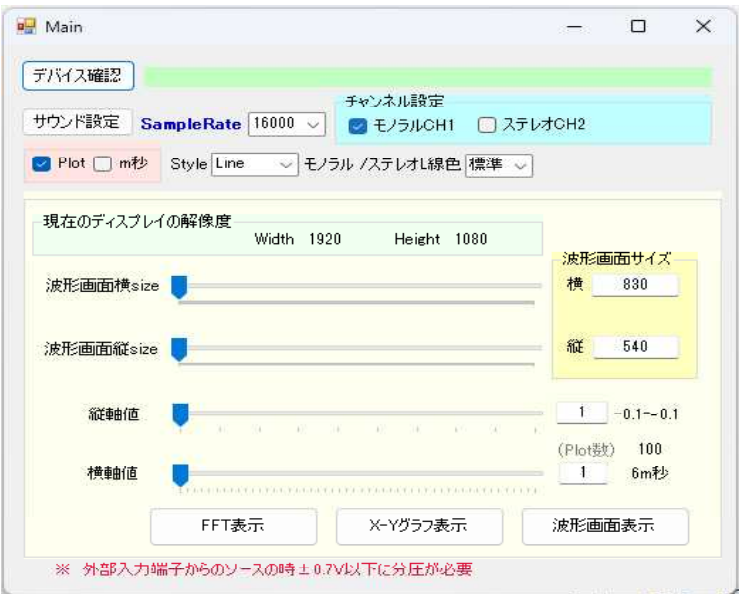 Main
デバイス確認
チャンネル設定
サウンド設定 SampleRate 16000 モノラルCH1 ステレオCH2
Plot m秒 Style Line モノラル /ステレオL線色 標準
現在のディスプレイの解像度
Width 1920 Height 1080
波形画面サイズ
波形画面横size 横 830
波形画面縦size 縦 540
縦軸値 1 -0.1--0.1
(Plot数) 100
横軸値 1 6m秒
FFT表示 X-Yグラフ表示 波形画面表示
※ 外部入力端子からのソースの時±0.7V以下に分圧が必要